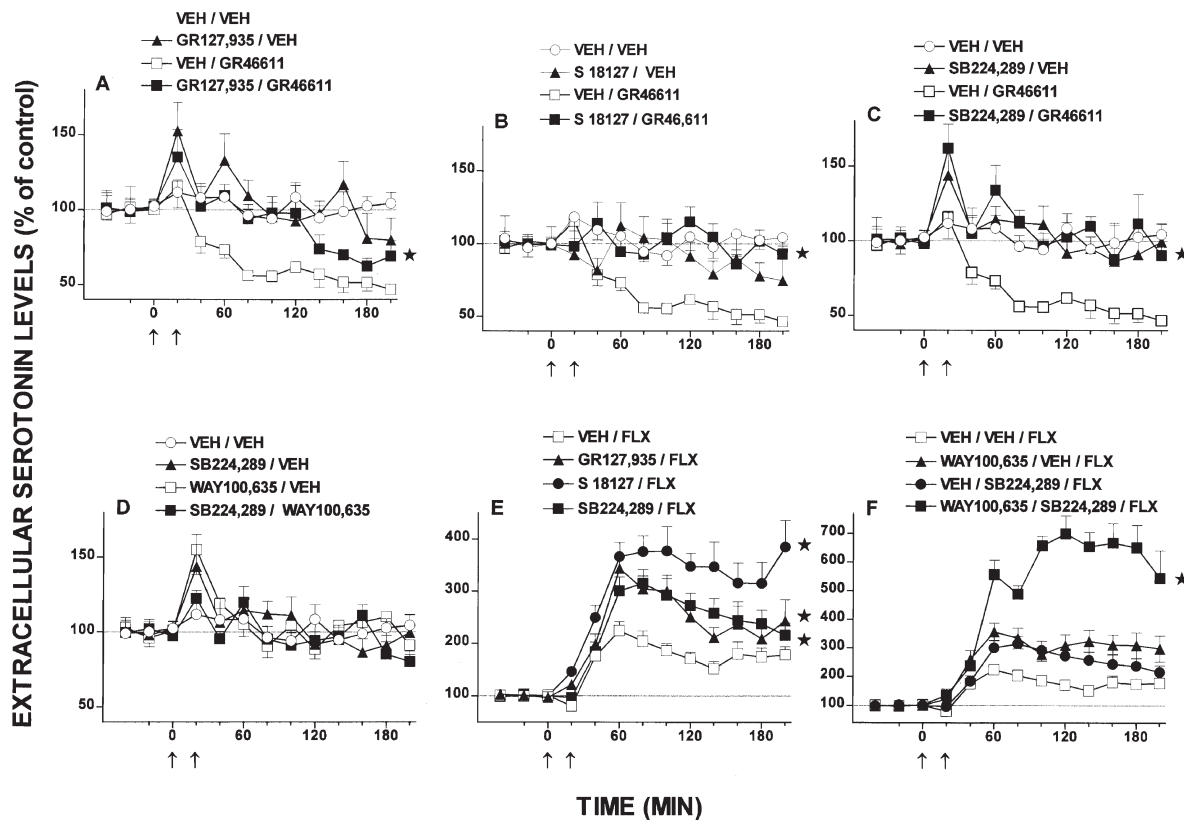 EXTRACELLULAR SEROTONIN LEVELS (% of control)
VEH / VEH
GR127,935 / VEH
VEH / GR46611
GR127,935 / GR46611
A
150
100
50
0 60 120 180
↑ ↑
VEH / VEH
S 18127 / VEH
VEH / GR46611
S 18127 / GR46,611
B
150
100
50
0 60 120 180
↑ ↑
VEH / VEH
SB224,289 / VEH
VEH / GR46611
SB224,289 / GR46611
C
150
100
50
0 60 120 180
↑ ↑
VEH / VEH
SB224,289 / VEH
WAY100,635 / VEH
SB224,289 / WAY100,635
D
150
100
50
0 60 120 180
↑ ↑
VEH / FLX
GR127,935 / FLX
S 18127 / FLX
SB224,289 / FLX
E
400
300
200
100
0 60 120 180
↑ ↑
VEH / VEH / FLX
WAY100,635 / VEH / FLX
VEH / SB224,289 / FLX
WAY100,635 / SB224,289 / FLX
F
700
600
500
400
300
200
100
0 60 120 180
↑ ↑
TIME (MIN)